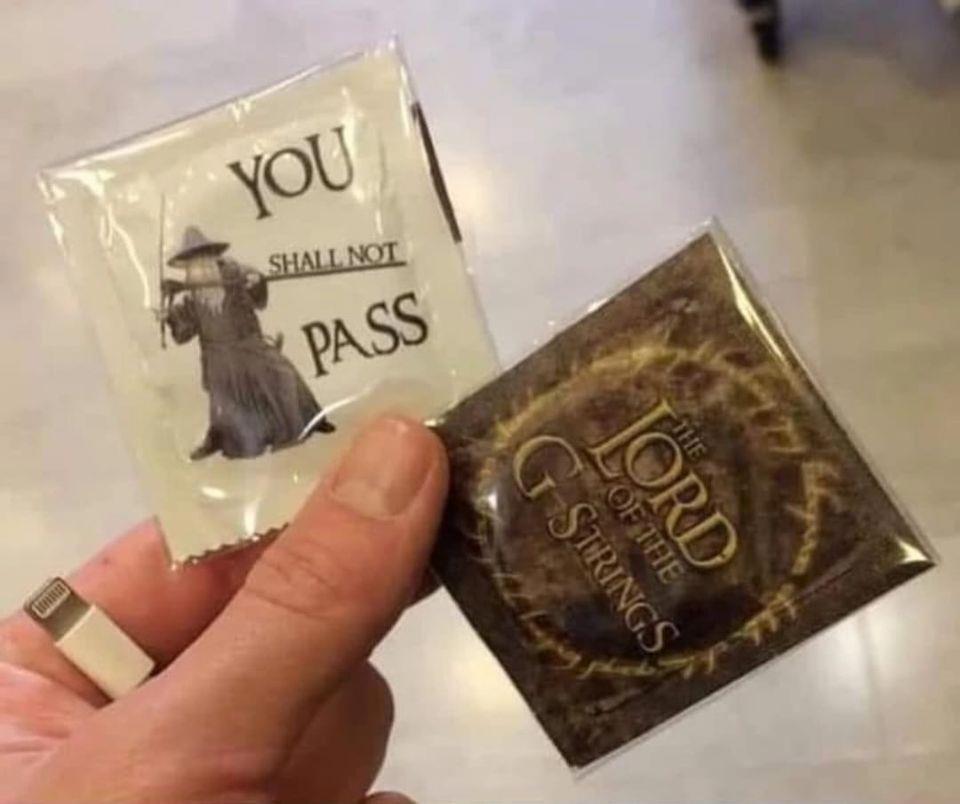 YOU
SHALL NOT
PASS
THE
LORD
OF THE
G-STRINGS